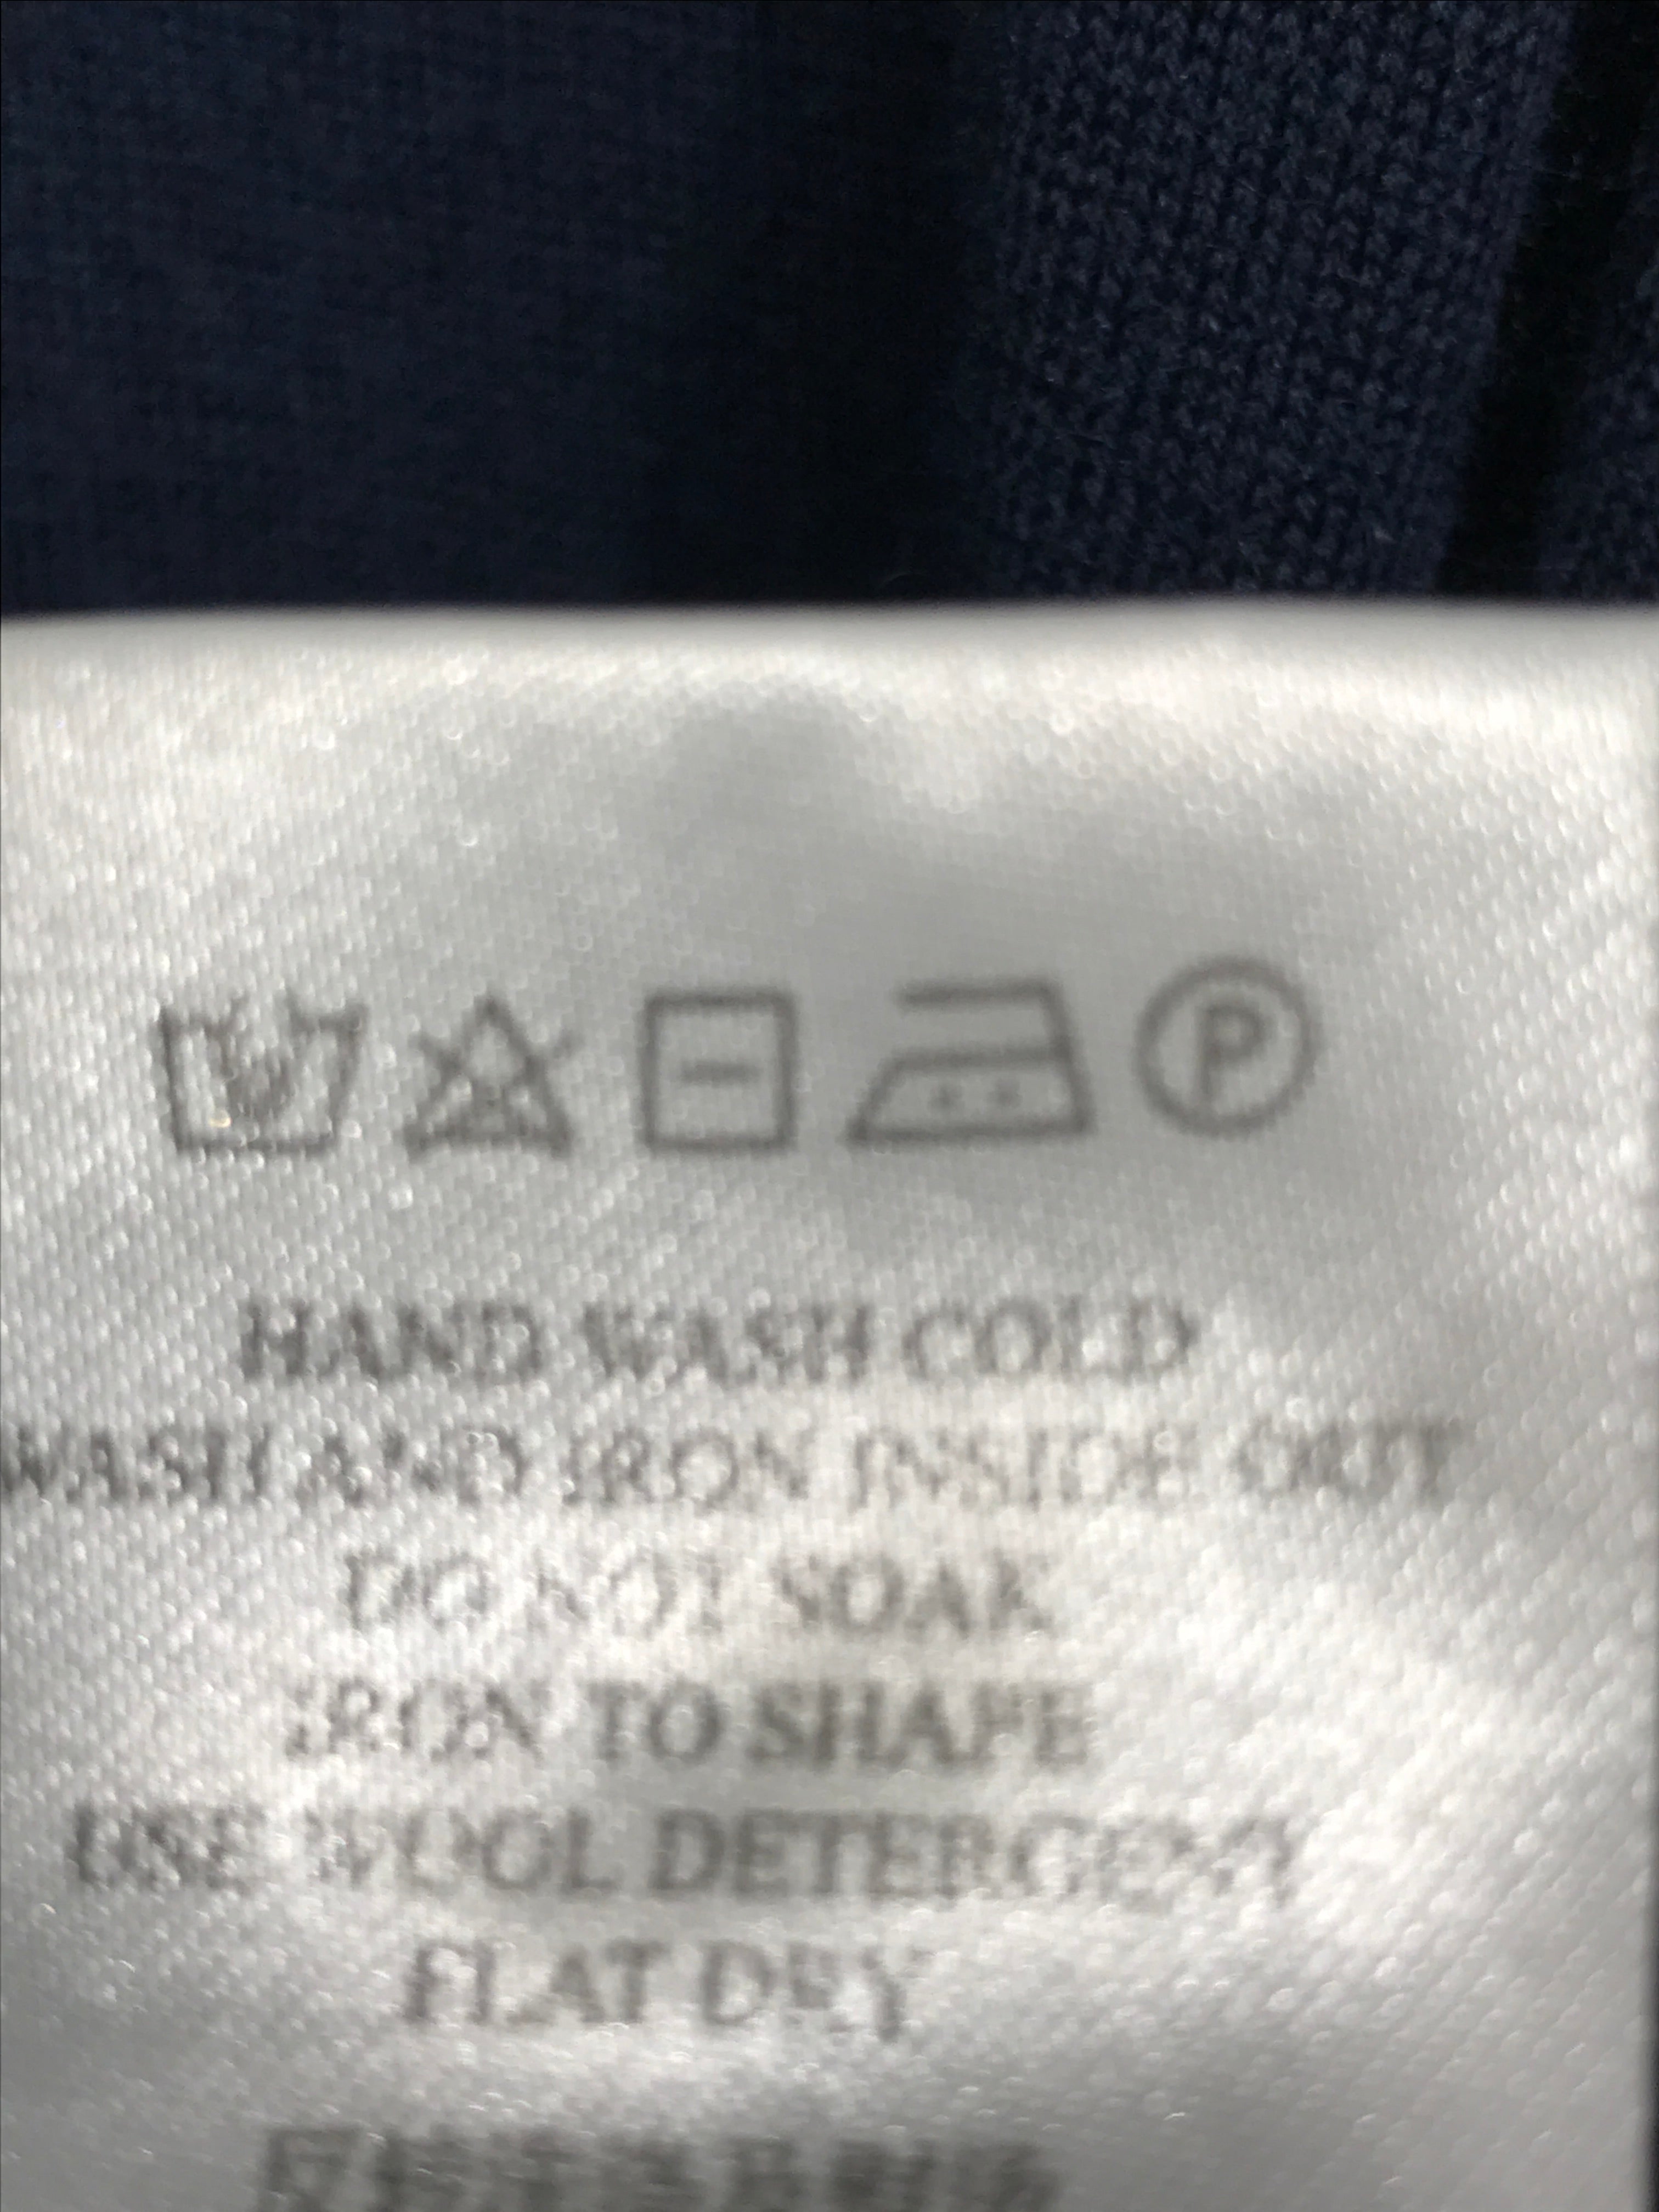 P
HAND WASH COLD
WASH AND IRON INSIDE OUT
DO NOT SOAK
IRON TO SHAPE
USE WOOL DETERGENT
FLAT DRY